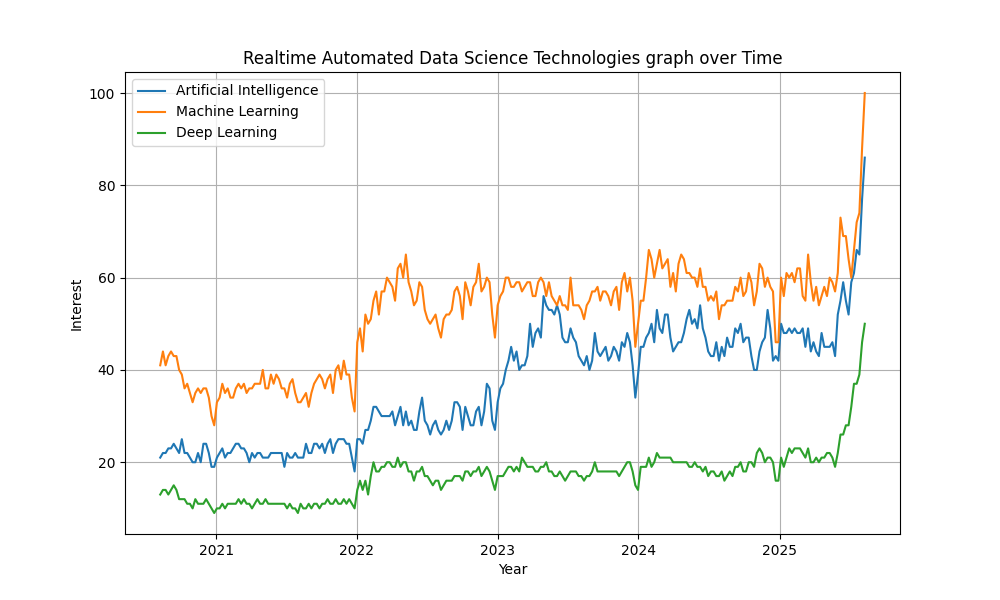 Realtime Automated Data Science Technologies graph over Time
Artificial Intelligence
Machine Learning
Deep Learning
100
80
60
40
20
Interest
2021 2022 2023 2024 2025
Year